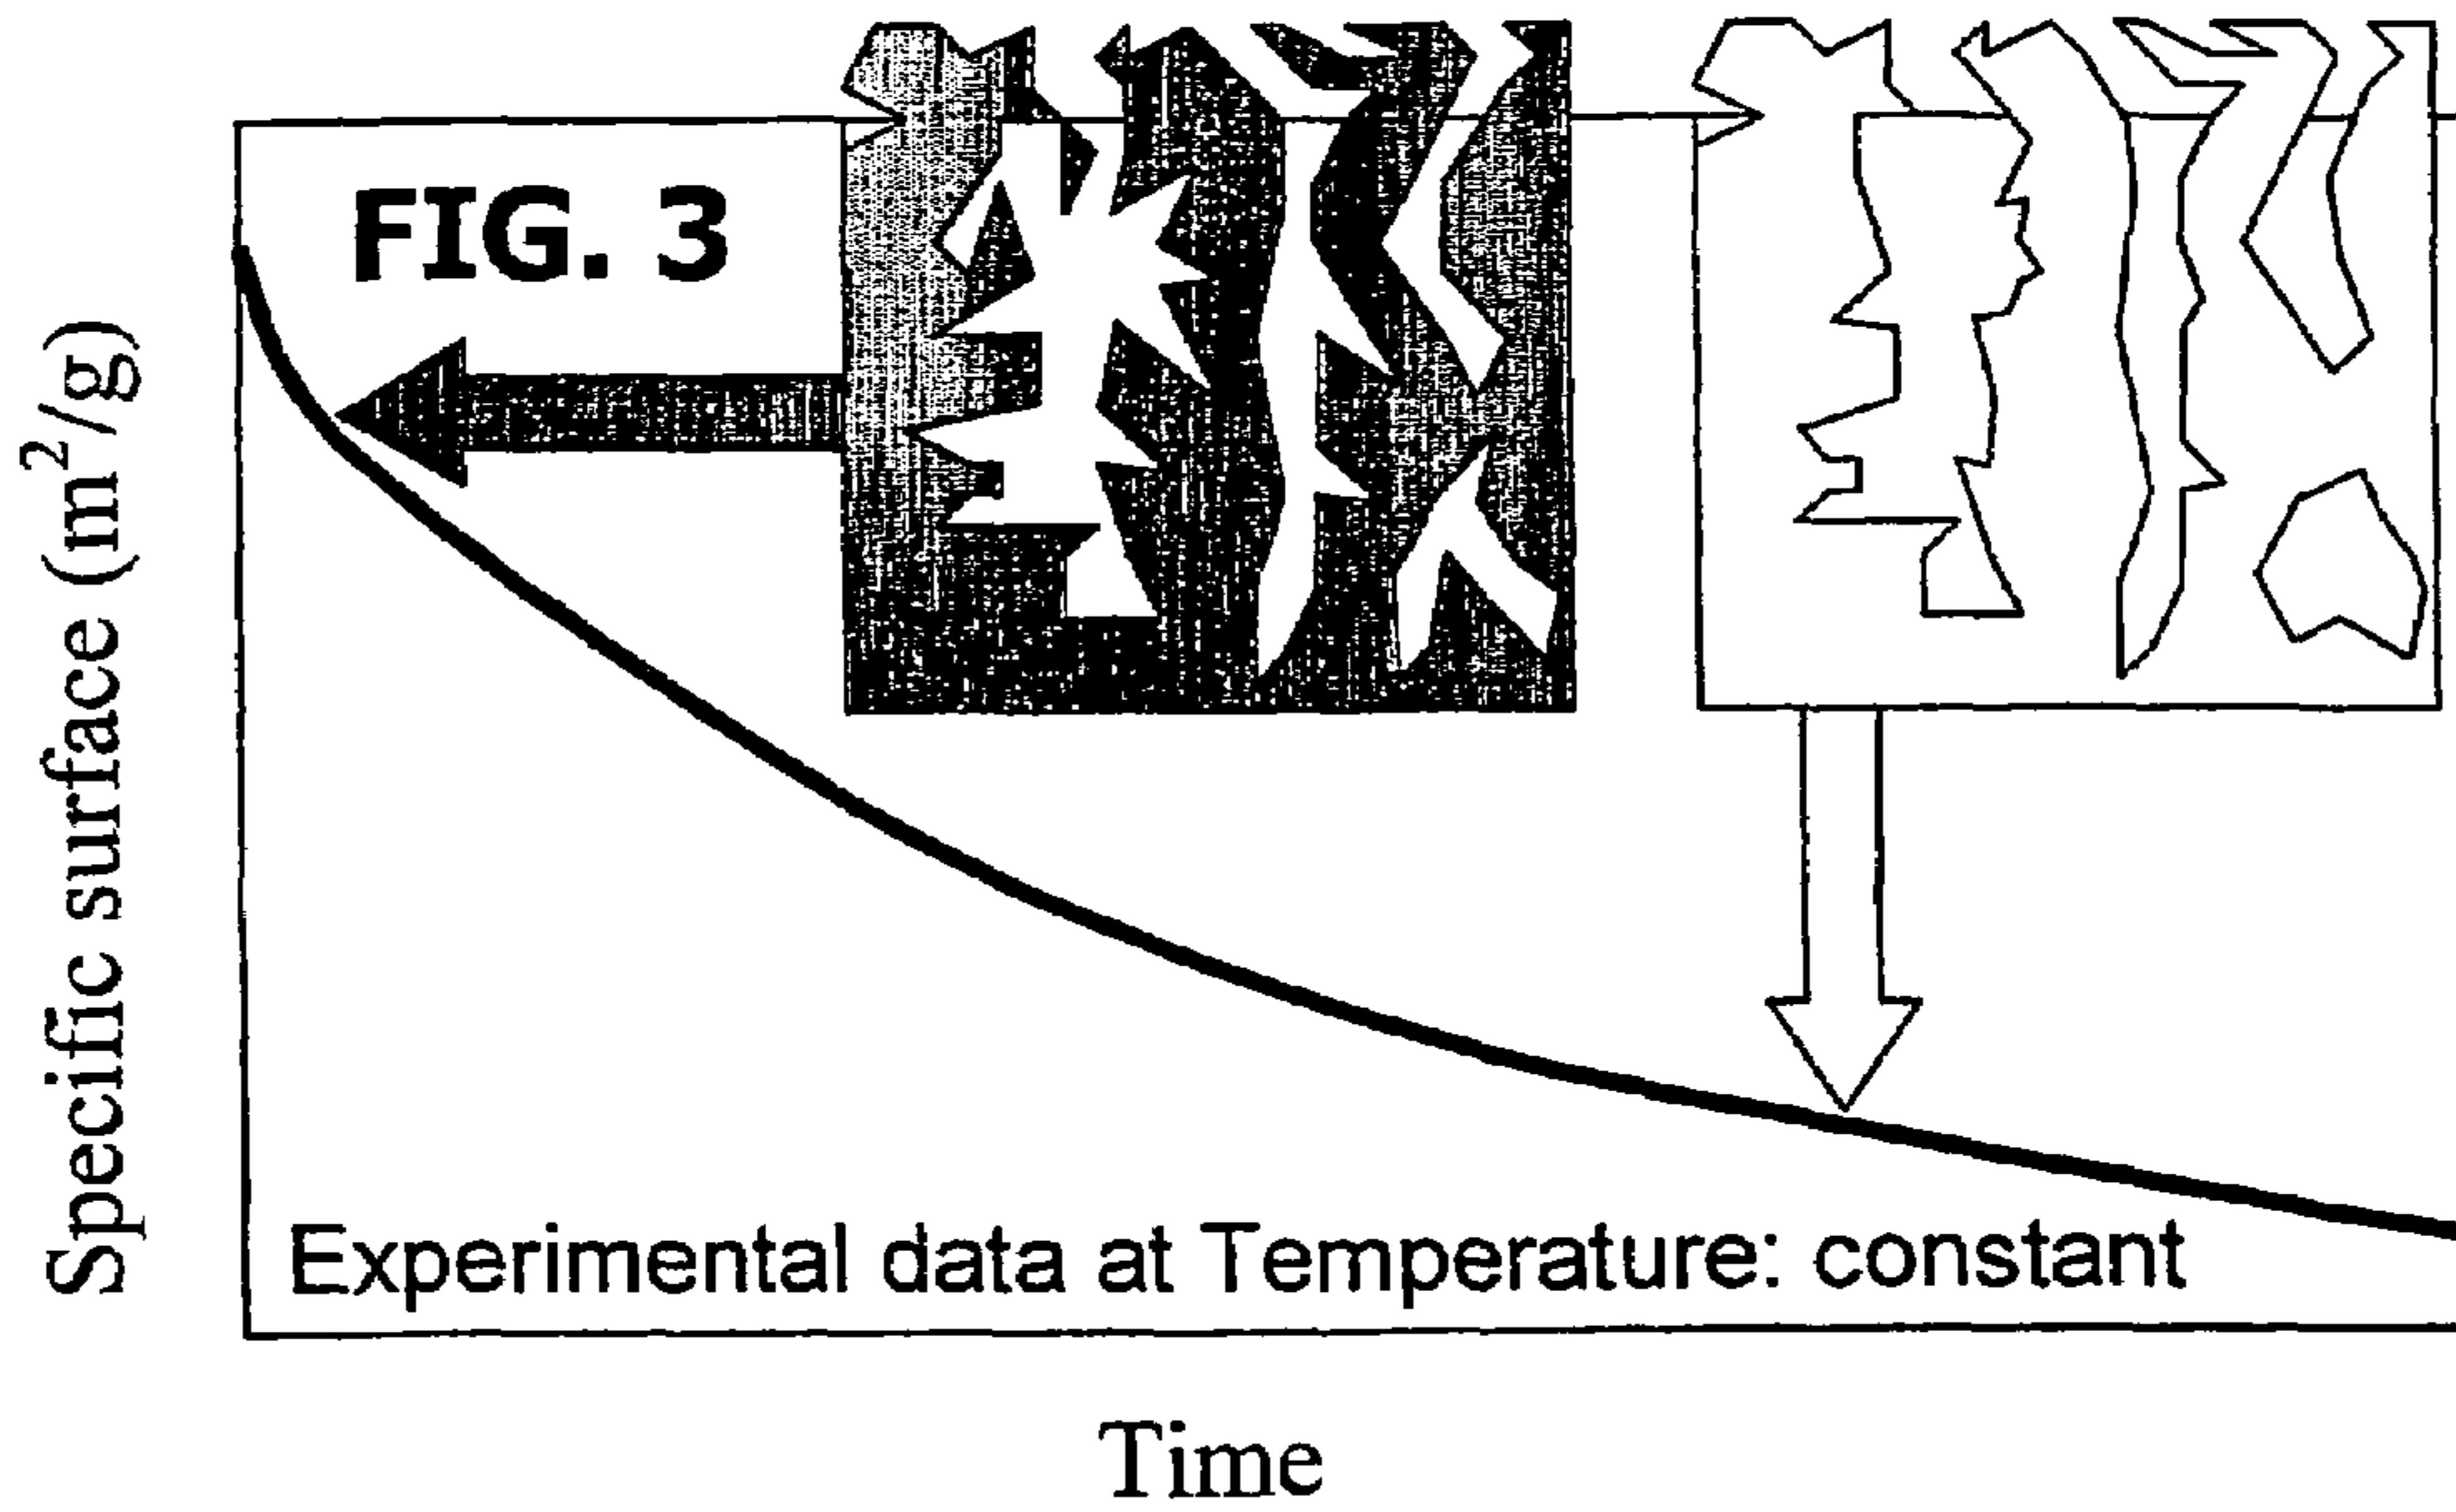 FIG. 3
Specific surface (m²/g)
Experimental data at Temperature: constant
Time